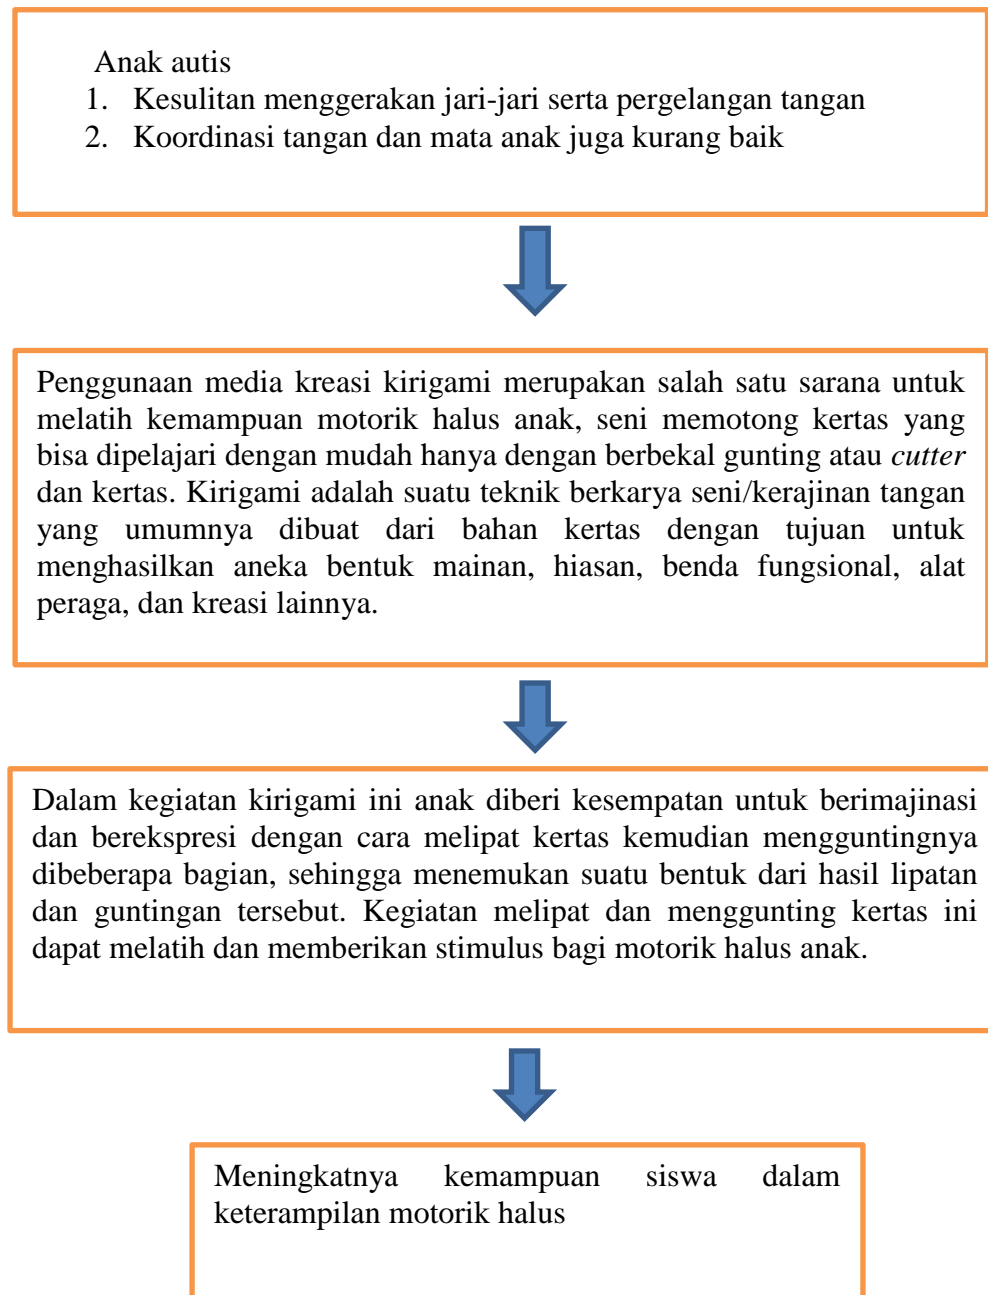 Anak autis
1. Kesulitan menggerakan jari-jari serta pergelangan tangan
2. Koordinasi tangan dan mata anak juga kurang baik
Penggunaan media kreasi kirigami merupakan salah satu sarana untuk
melatih kemampuan motorik halus anak, seni memotong kertas yang
bisa dipelajari dengan mudah hanya dengan berbekal gunting atau cutter
dan kertas. Kirigami adalah suatu teknik berkarya seni/kerajinan tangan
yang umumnya dibuat dari bahan kertas dengan tujuan untuk
menghasilkan aneka bentuk mainan, hiasan, benda fungsional, alat
peraga, dan kreasi lainnya.
Dalam kegiatan kirigami ini anak diberi kesempatan untuk berimajinasi
dan berekspresi dengan cara melipat kertas kemudian mengguntingnya
dibeberapa bagian, sehingga menemukan suatu bentuk dari hasil lipatan
dan guntingan tersebut. Kegiatan melipat dan menggunting kertas ini
dapat melatih dan memberikan stimulus bagi motorik halus anak.
Meningkatnya kemampuan siswa dalam
keterampilan motorik halus